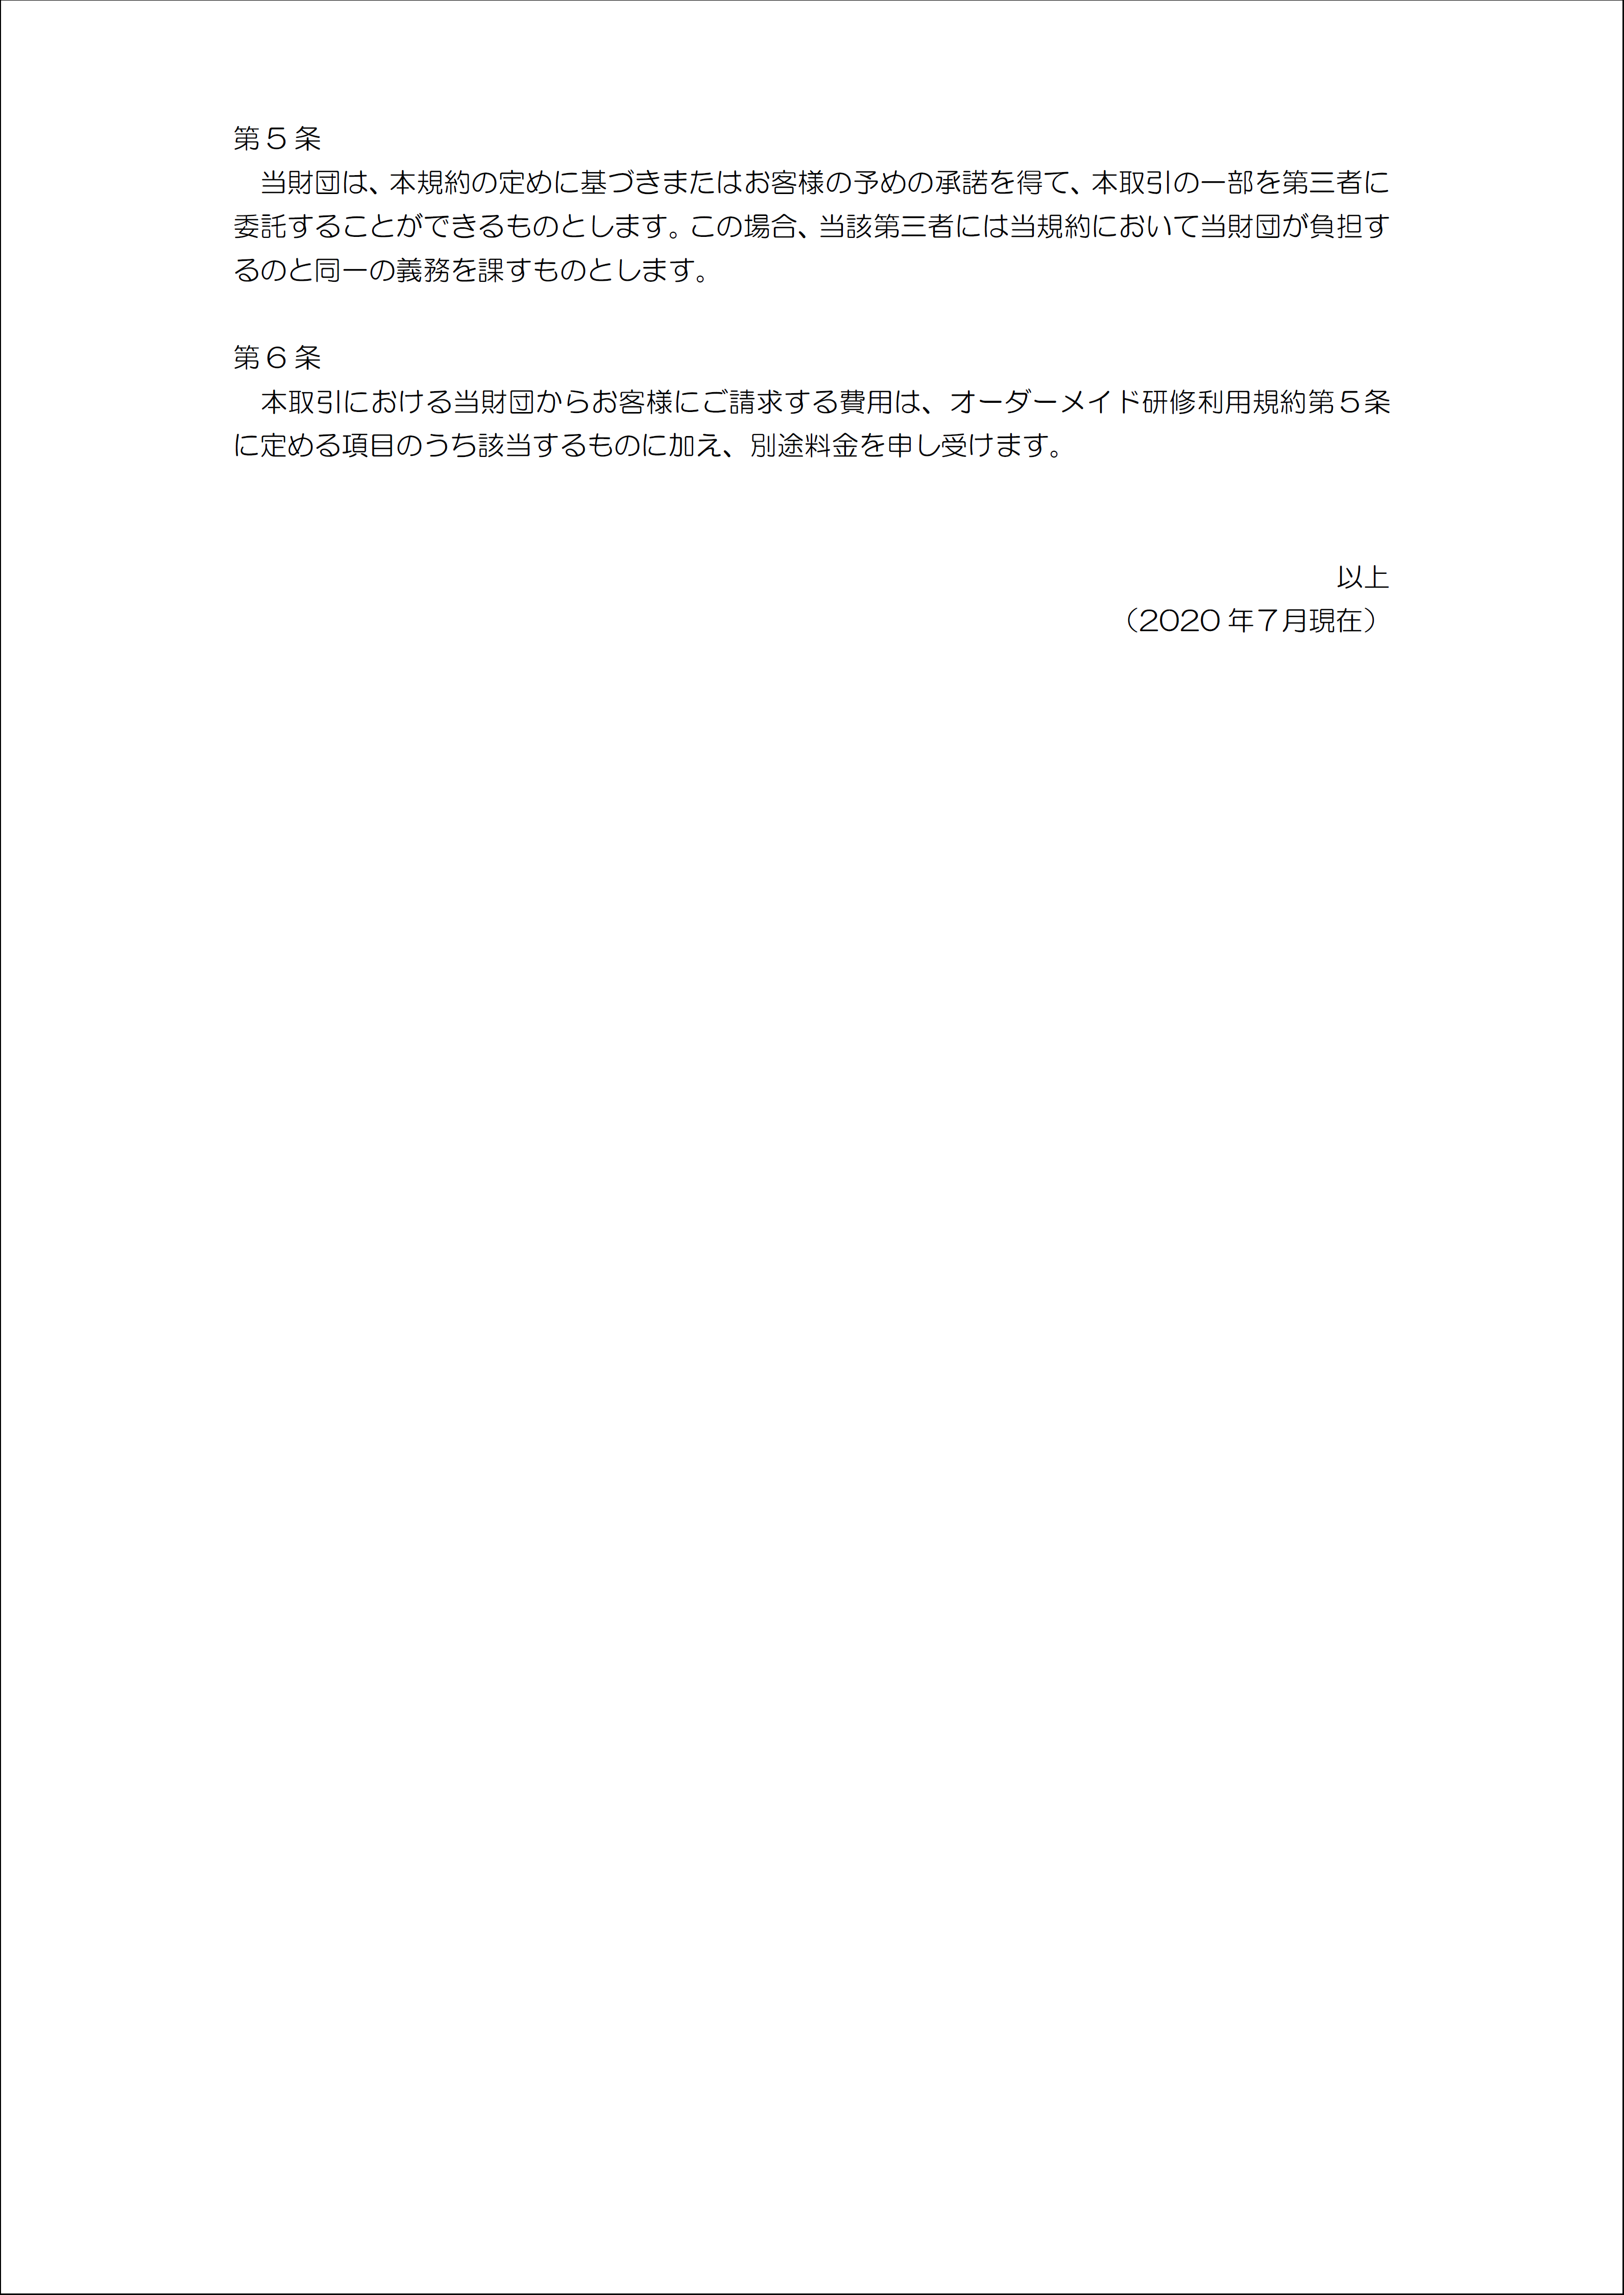 第５条
　当財団は、本規約の定めに基づきまたはお客様の予めの承諾を得て、本取引の一部を第三者に
委託することができるものとします。この場合、当該第三者には当規約において当財団が負担す
るのと同一の義務を課すものとします。
第６条
　本取引における当財団からお客様にご請求する費用は、オーダーメイド研修利用規約第５条
に定める項目のうち該当するものに加え、別途料金を申し受けます。
以上
（2020 年７月現在）